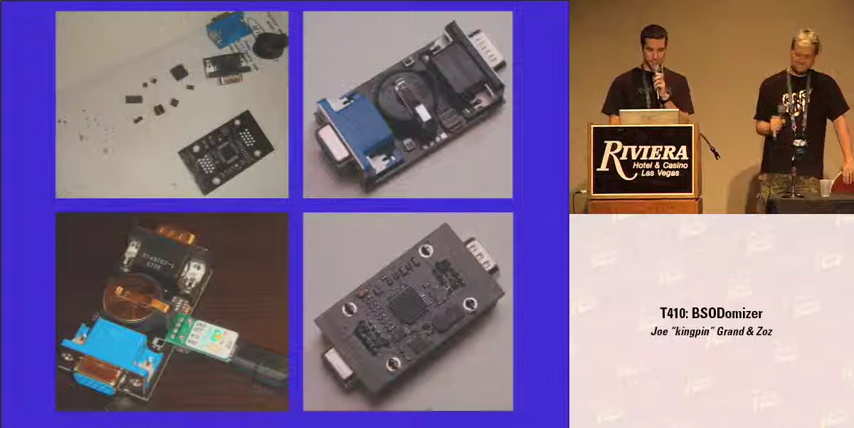 RIVIERA
Hotel & Casino
Las Vegas
T410: BSODomizer
Joe "kingpin" Grand & Zoz